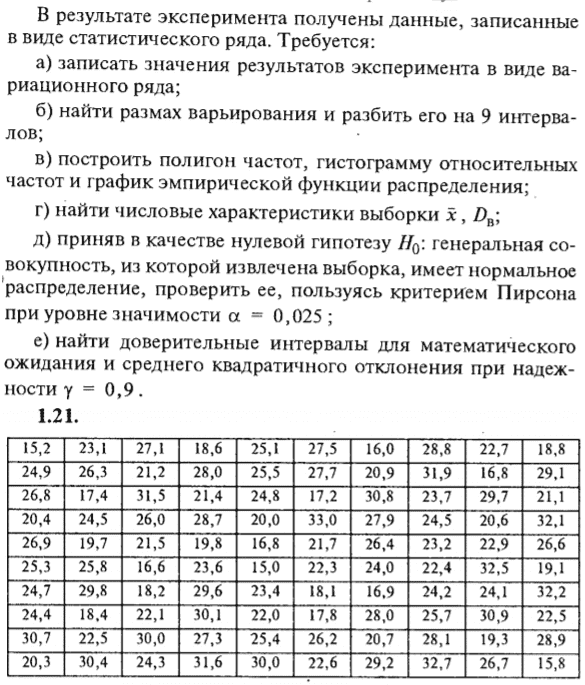 В результате эксперимента получены данные, записанные
в виде статистического ряда. Требуется:
а) записать значения результатов эксперимента в виде ва-
риационного ряда;
б) найти размах варьирования и разбить его на 9 интерва-
лов;
в) построить полигон частот, гистограмму относительных
частот и график эмпирической функции распределения;
г) найти числовые характеристики выборки x̄, Dв;
д) приняв в качестве нулевой гипотезу H₀: генеральная со-
вокупность, из которой извлечена выборка, имеет нормальное
распределение, проверить ее, пользуясь критерием Пирсона
при уровне значимости α = 0,025;
е) найти доверительные интервалы для математического
ожидания и среднего квадратичного отклонения при надеж-
ности γ = 0,9.
1.21.
15,2 23,1 27,1 18,6 25,1 27,5 16,0 28,8 22,7 18,8
24,9 26,3 21,2 28,0 25,5 27,7 20,9 31,9 16,8 29,1
26,8 17,4 31,5 21,4 24,8 17,2 30,8 23,7 29,7 21,1
20,4 24,5 26,0 28,7 20,0 33,0 27,9 24,5 20,6 32,1
26,9 19,7 21,5 19,8 16,8 21,7 26,4 23,2 22,9 26,6
25,3 25,8 16,6 23,6 15,0 22,3 24,0 22,4 32,5 19,1
24,7 29,8 18,2 29,6 23,4 18,1 16,9 24,2 24,1 32,2
24,4 18,4 22,1 30,1 22,0 17,8 28,0 25,7 30,9 22,5
30,7 22,5 30,0 27,3 25,4 26,2 20,7 28,1 19,3 28,9
20,3 30,4 24,3 31,6 30,0 22,6 29,2 32,7 26,7 15,8